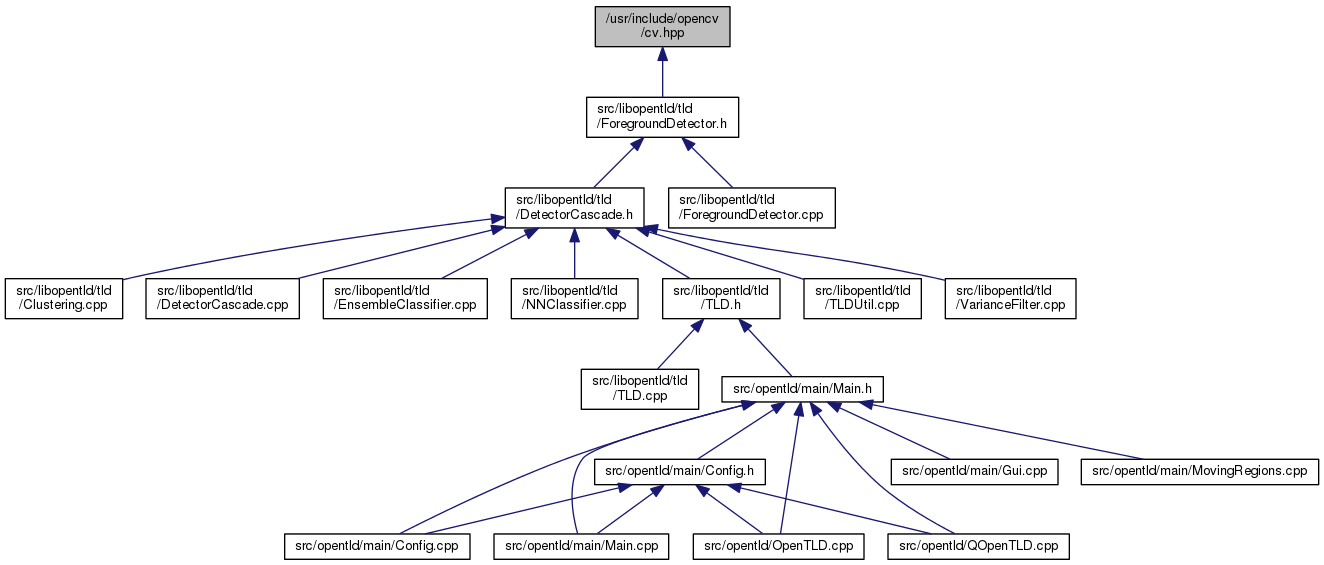 /usr/include/opencv
/cv.hpp
src/libopentld/tld
/ForegroundDetector.h
src/libopentld/tld
/DetectorCascade.h
src/libopentld/tld
/ForegroundDetector.cpp
src/libopentld/tld
/Clustering.cpp
src/libopentld/tld
/DetectorCascade.cpp
src/libopentld/tld
/EnsembleClassifier.cpp
src/libopentld/tld
/NNClassifier.cpp
src/libopentld/tld
/TLD.h
src/libopentld/tld
/TLDUtil.cpp
src/libopentld/tld
/VarianceFilter.cpp
src/libopentld/tld
/TLD.cpp
src/opentld/main/Main.h
src/opentld/main/Config.h
src/opentld/main/Gui.cpp
src/opentld/main/MovingRegions.cpp
src/opentld/main/Config.cpp
src/opentld/main/Main.cpp
src/opentld/OpenTLD.cpp
src/opentld/QOpenTLD.cpp